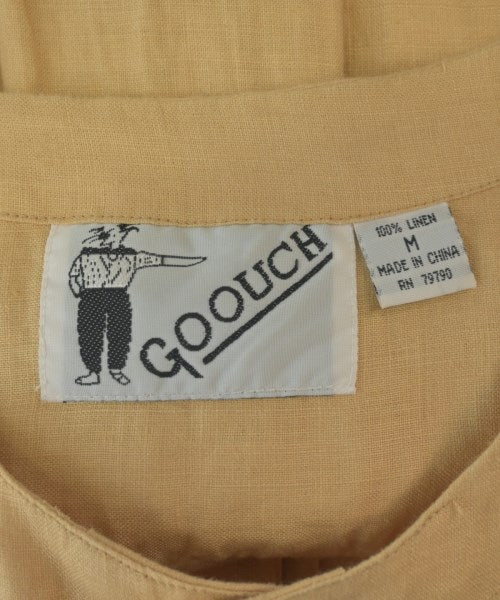 GOOUCH
100% LINEN
M
MADE IN CHINA
RN 79790